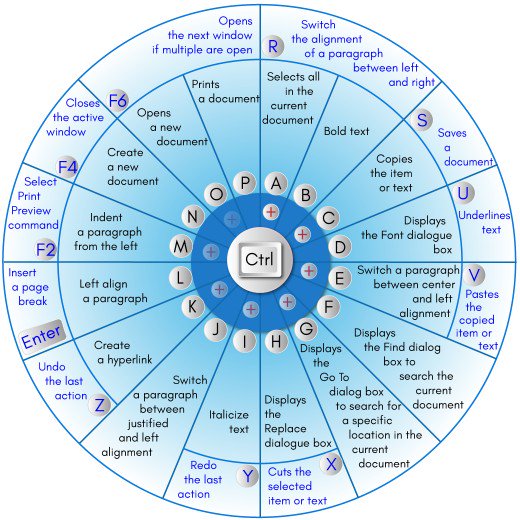 Opens
the next window
if multiple are open
F6
Switch
the alignment
of a paragraph
between left
and right
R
Closes
the active
window
F4
Prints
a document
P
Selects all
in the
current
document
A
Bold text
B
Saves
a document
S
Opens
a new
document
O
Copies
the item
or text
C
Create
a new
document
N
Select
Print
Preview
command
F2
Indent
a paragraph
from the left
M
Displays
the Font dialogue
box
D
Underlines
text
U
Ctrl
+
+
+
+
+
+
+
+
+
Insert
a page
break
Enter
Left align
a paragraph
L
Switch a paragraph
between center
and left
alignment
E
Pastes
the
copied
item or
text
V
Undo
the last
action
Z
Create
a hyperlink
K
Displays
the Find dialog
box to
search the
current
document
F
Switch
a paragraph
between
justified
and left
alignment
J
Italicize
text
I
Displays
the
Replace
dialogue box
H
Displays
the
Go To
dialog box
to search for
a specific
location in the
current
document
G
Redo
the last
action
Y
Cuts the
selected
item or text
X